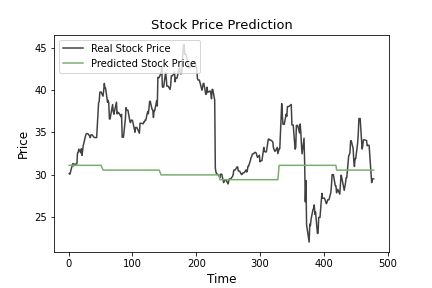 Stock Price Prediction
Real Stock Price
Predicted Stock Price
45
40
35
30
25
Price
0 100 200 300 400 500
Time